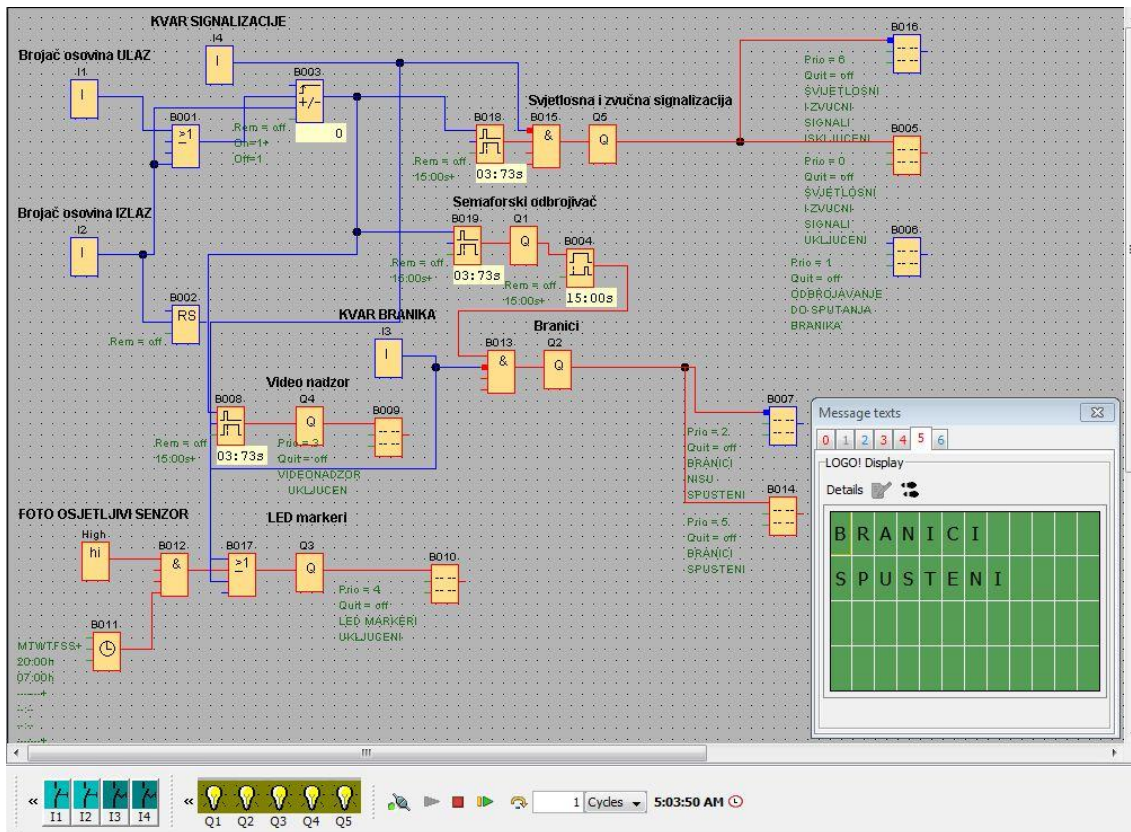 KVAR SIGNALIZACIJE
I4
I
Brojač osovina ULAZ
I1
I
B003
+/-
0
Rem = off
On=1+
Off=1
B001
≥1
Svjetlosna i zvučna signalizacija
B018
Rem = off
15:00s+
03:73s
B015
&
Q5
Q
B016
Prio = 6
Quit = off
SVJETLOSNI
I ZVUCNI
SIGNALI
ISKLJUCENI
B005
Prio = 0
Quit = off
SVJETLOSNI
I ZVUCNI
SIGNALI
UKLJUCENI
Brojač osovina IZLAZ
I2
I
Semaforski odbrojivač
B019
Rem = off
15:00s+
03:73s
Q1
Q
B004
Rem = off
15:00s+
15:00s
B006
Prio = 1
Quit = off
ODBROJAVANJE
DO SPUTANJA
BRANIKA
B002
RS
Rem = off
KVAR BRANIKA
I3
I
Branici
B013
&
Q2
Q
Video nadzor
B008
Rem = off
15:00s+
03:73s
Q4
Q
B009
Prio = 3
Quit = off
VIDEONADZOR
UKLJUCEN
B007
Prio = 2
Quit = off
BRANICI
NISU
SPUSTENI
B014
Prio = 5
Quit = off
BRANICI
SPUSTENI
FOTO OSJETLJIVI SENZOR
High
hi
B012
&
LED markeri
B017
≥1
Q3
Q
B010
Prio = 4
Quit = off
LED MARKERI
UKLJUCENI
B011
MTWTFSS+
20:00h
07:00h
Message texts
0 1 2 3 4 5 6
LOGO! Display
Details
BRANICI
SPUSTENI
« I1 I2 I3 I4 « Q1 Q2 Q3 Q4 Q5 1 Cycles 5:03:50 AM